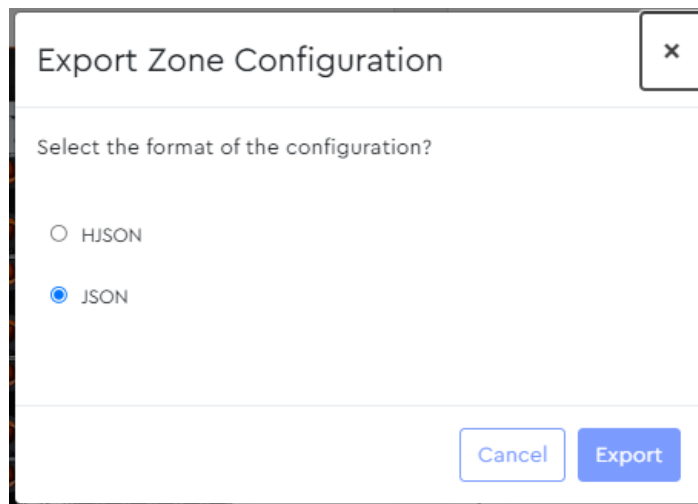 Export Zone Configuration
×
Select the format of the configuration?
HJSON
JSON
Cancel Export